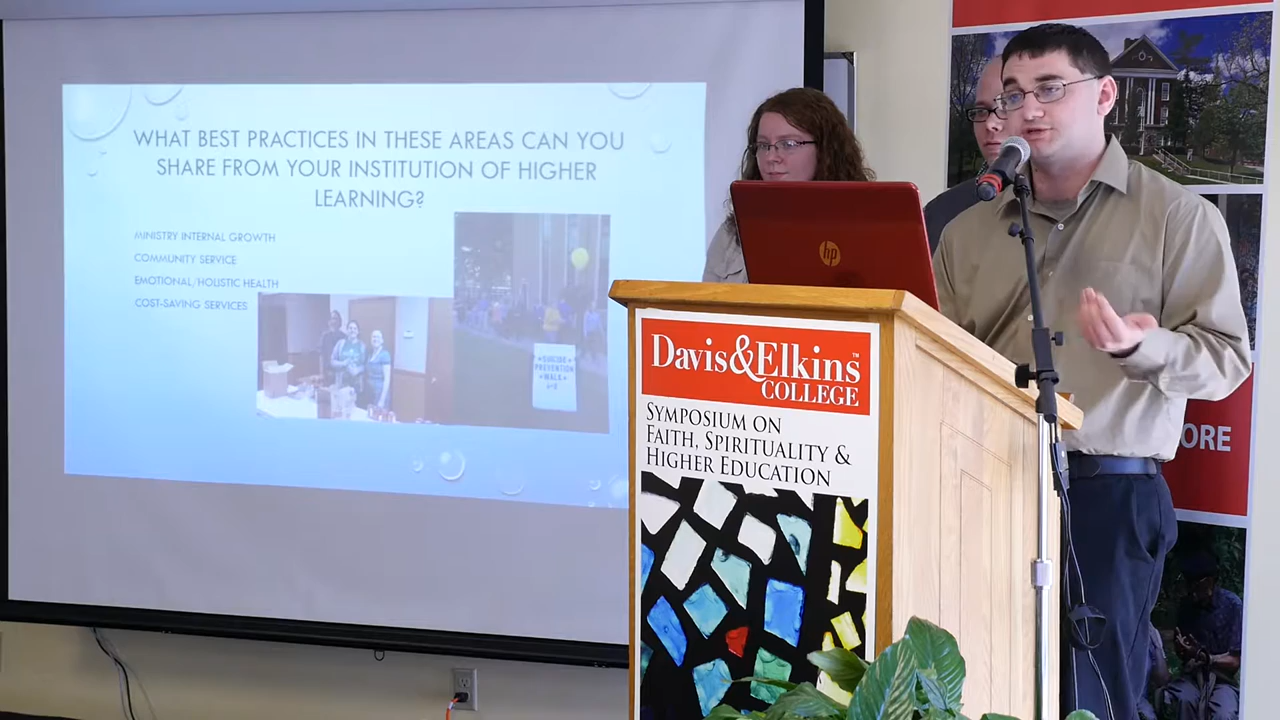 WHAT BEST PRACTICES IN THESE AREAS CAN YOU
SHARE FROM YOUR INSTITUTION OF HIGHER
LEARNING?
MINISTRY INTERNAL GROWTH
COMMUNITY SERVICE
EMOTIONAL/HOLISTIC HEALTH
COST-SAVING SERVICES
SUICIDE
PREVENTION
WALK
hp
Davis&Elkins™
COLLEGE
SYMPOSIUM ON
FAITH, SPIRITUALITY &
HIGHER EDUCATION
ORE